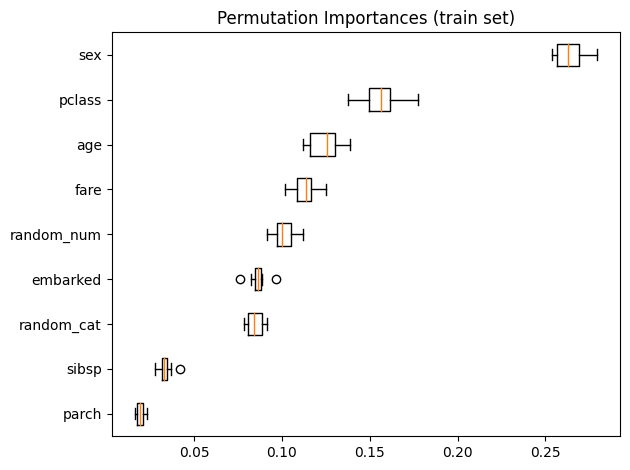 Permutation Importances (train set)
sex
pclass
age
fare
random_num
embarked
random_cat
sibsp
parch
0.05 0.10 0.15 0.20 0.25